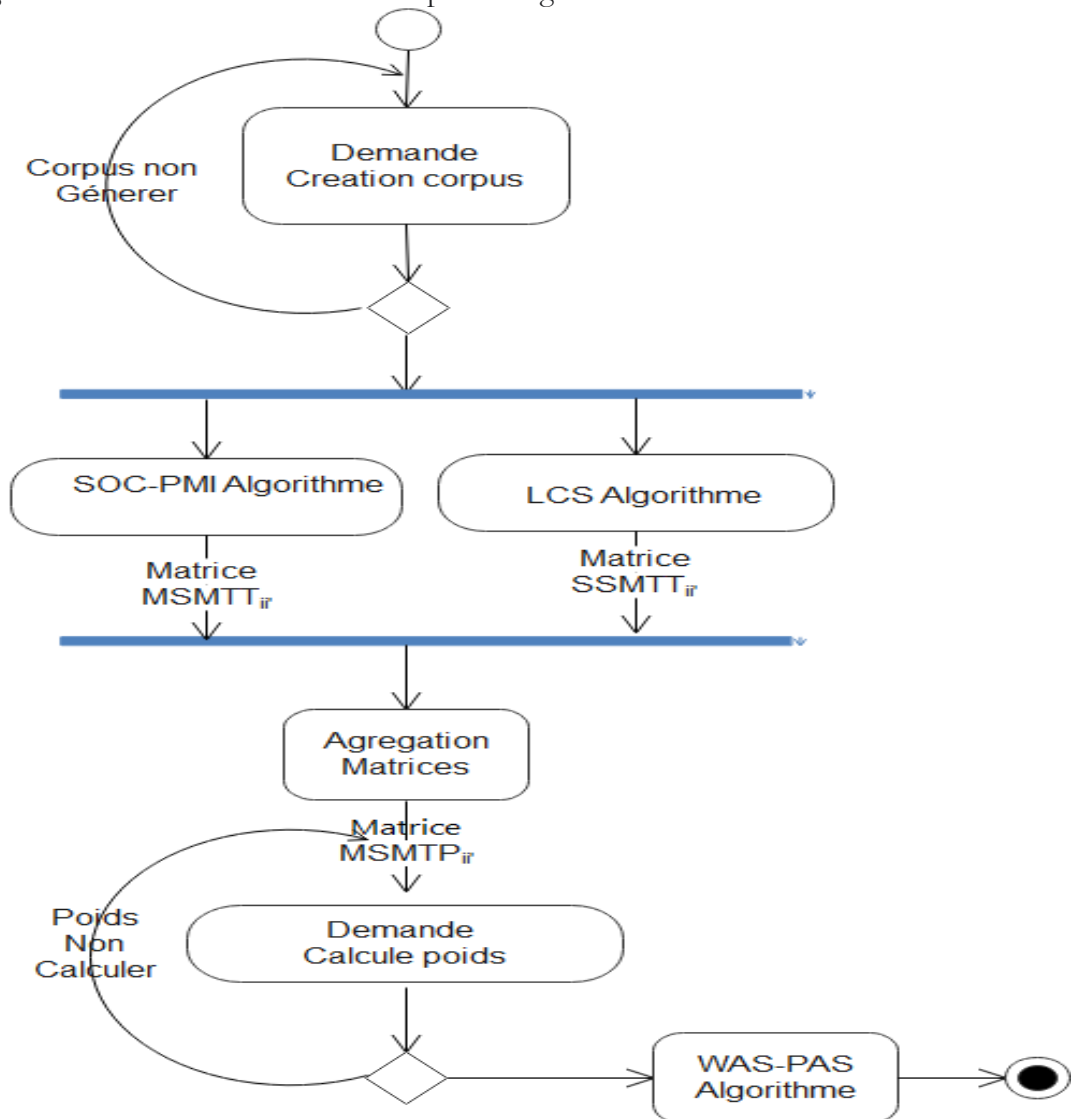 Demande
Creation corpus
Corpus non
Génerer
SOC-PMI Algorithme
LCS Algorithme
Matrice
MSMTTii'
Matrice
SSMTTii'
Agregation
Matrices
Matrice
MSMTPii'
Poids
Non
Calculer
Demande
Calcule poids
WAS-PAS
Algorithme